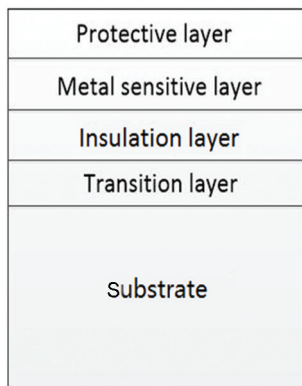 Protective layer
Metal sensitive layer
Insulation layer
Transition layer
Substrate